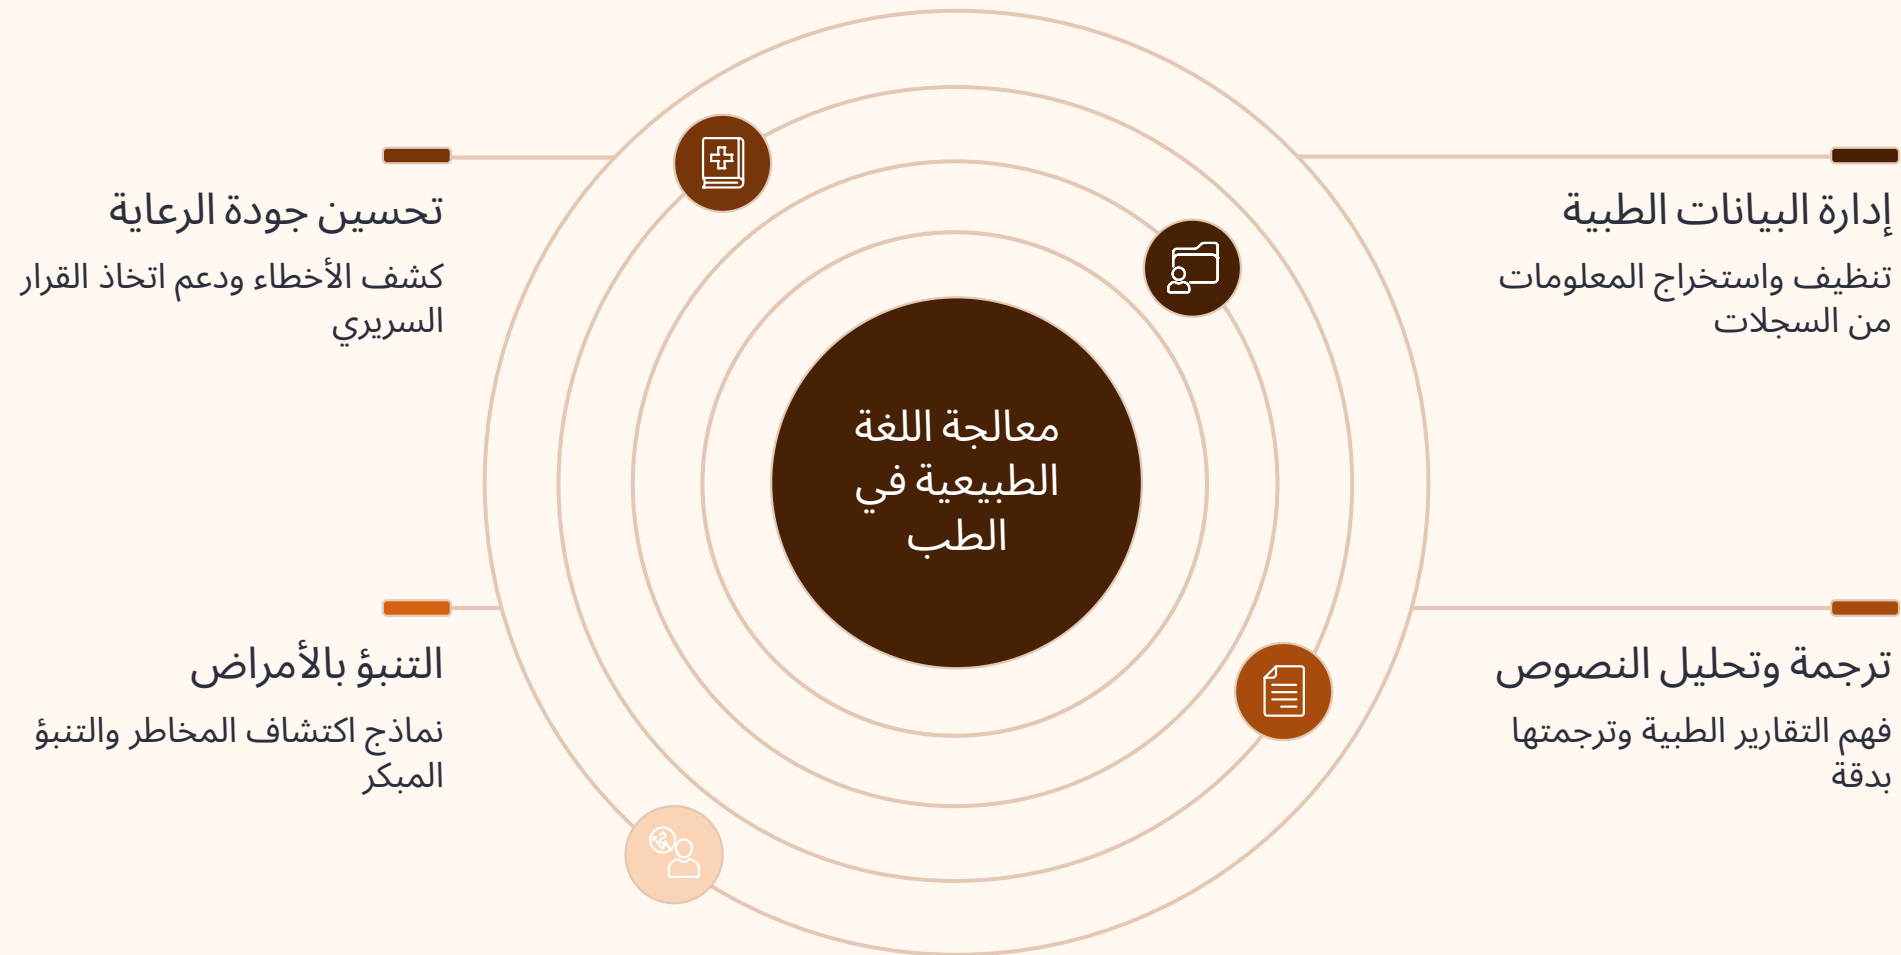 إدارة البيانات الطبية
تنظيف واستخراج المعلومات
من السجلات
تحسين جودة الرعاية
كشف الأخطاء ودعم اتخاذ القرار
السريري
معالجة اللغة
الطبيعية في
الطب
ترجمة وتحليل النصوص
فهم التقارير الطبية وترجمتها
بدقة
التنبؤ بالأمراض
نماذج اكتشاف المخاطر والتنبؤ
المبكر